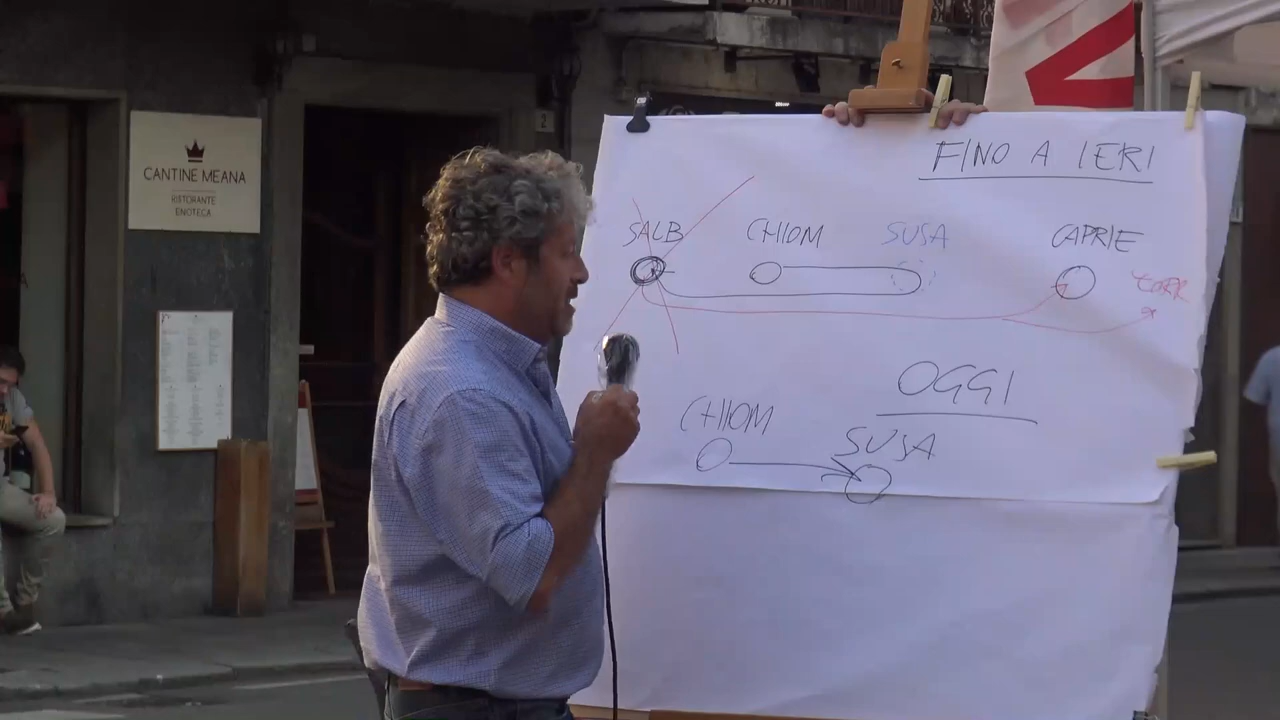 CANTINE MEANA
RISTORANTE
ENOTECA
2
FINO A IERI
SALB CHIOM SUSA CAPRIE
OGGI
CHIOM SUSA